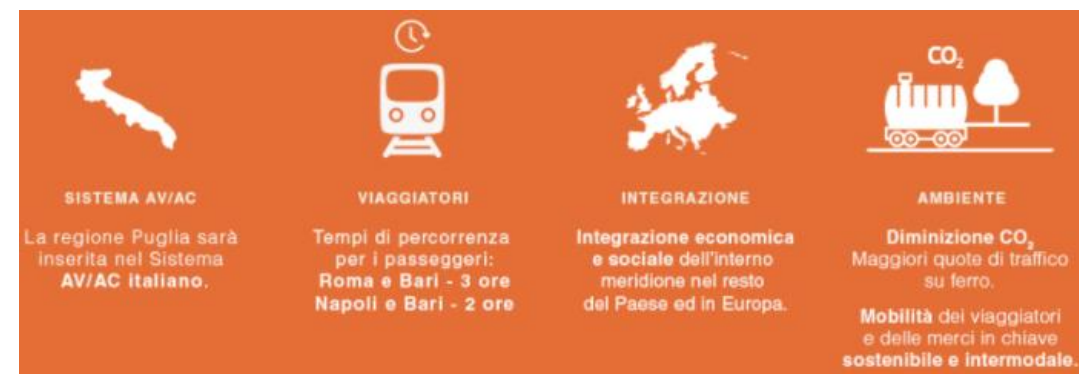 SISTEMA AV/AC
La regione Puglia sarà
inserita nel Sistema
AV/AC italiano.
VIAGGIATORI
Tempi di percorrenza
per i passeggeri:
Roma e Bari - 3 ore
Napoli e Bari - 2 ore
INTEGRAZIONE
Integrazione economica
e sociale dell'interno
meridione nel resto
del Paese ed in Europa.
CO₂
AMBIENTE
Diminizione CO₂
Maggiori quote di traffico
su ferro.
Mobilità dei viaggiatori
e delle merci in chiave
sostenibile e intermodale.